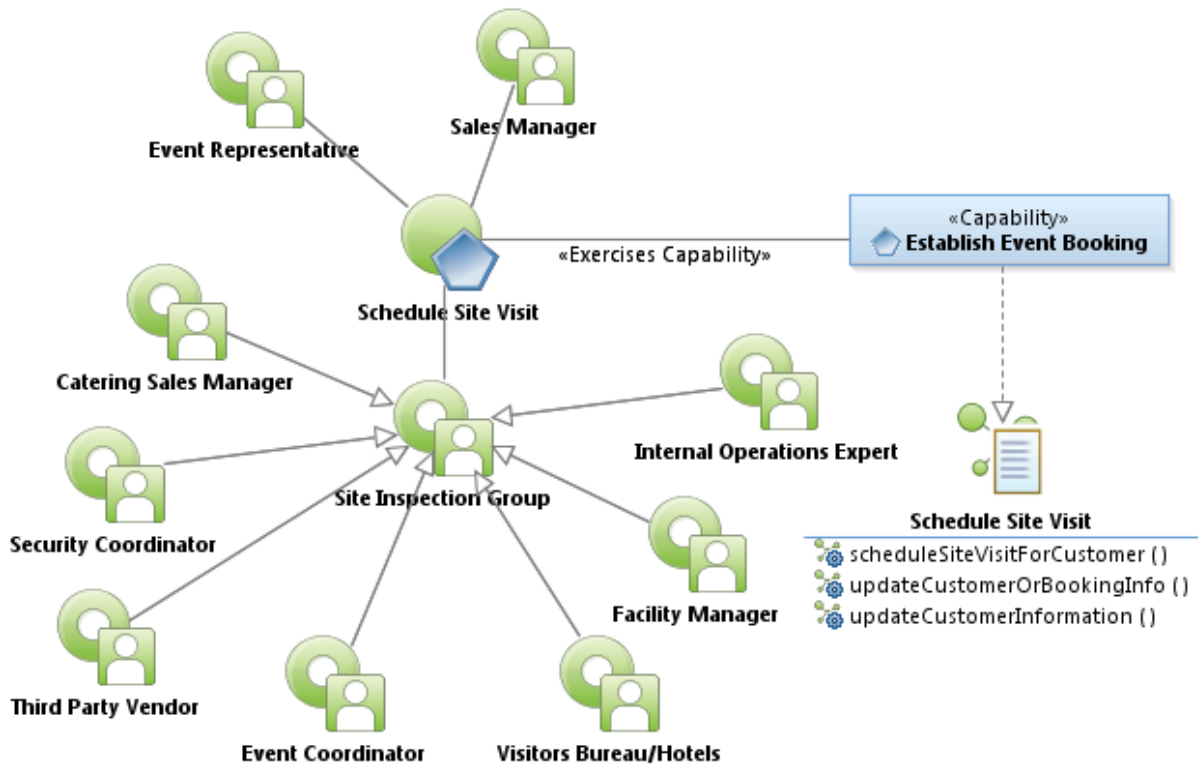 Sales Manager
Event Representative
«Capability»
Establish Event Booking
«Exercises Capability»
Schedule Site Visit
Catering Sales Manager
Internal Operations Expert
Site Inspection Group
Schedule Site Visit
Security Coordinator
scheduleSiteVisitForCustomer ( )
updateCustomerOrBookingInfo ( )
updateCustomerInformation ( )
Facility Manager
Third Party Vendor
Event Coordinator
Visitors Bureau/Hotels